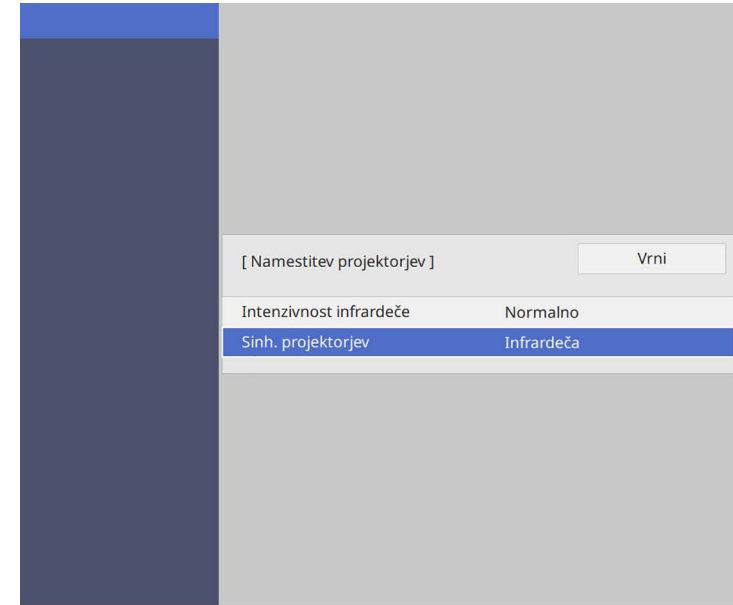 [ Namestitev projektorjev ] Vrni
Intenzivnost infrardeče Normalno
Sinh. projektorjev Infrardeča